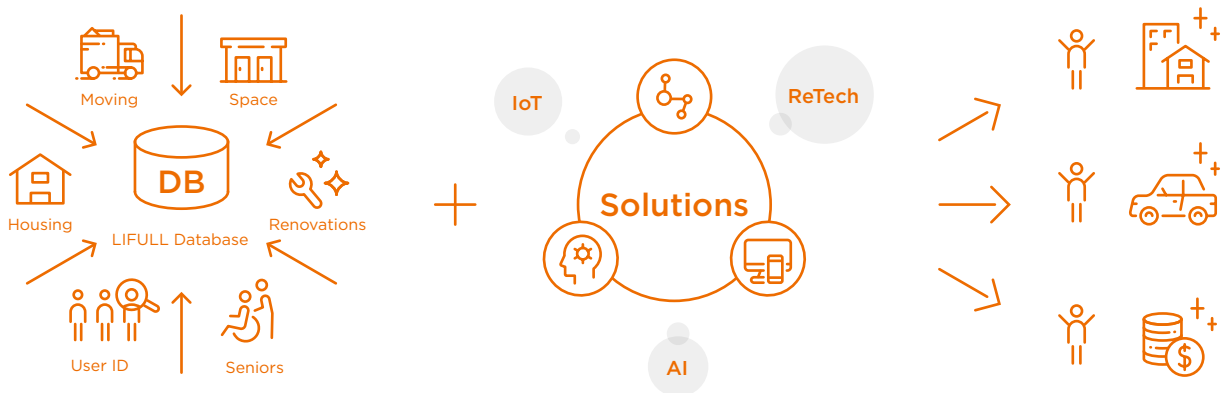 Moving
Space
Housing
DB
Renovations
LIFULL Database
User ID
Seniors
IoT
ReTech
Solutions
AI
$